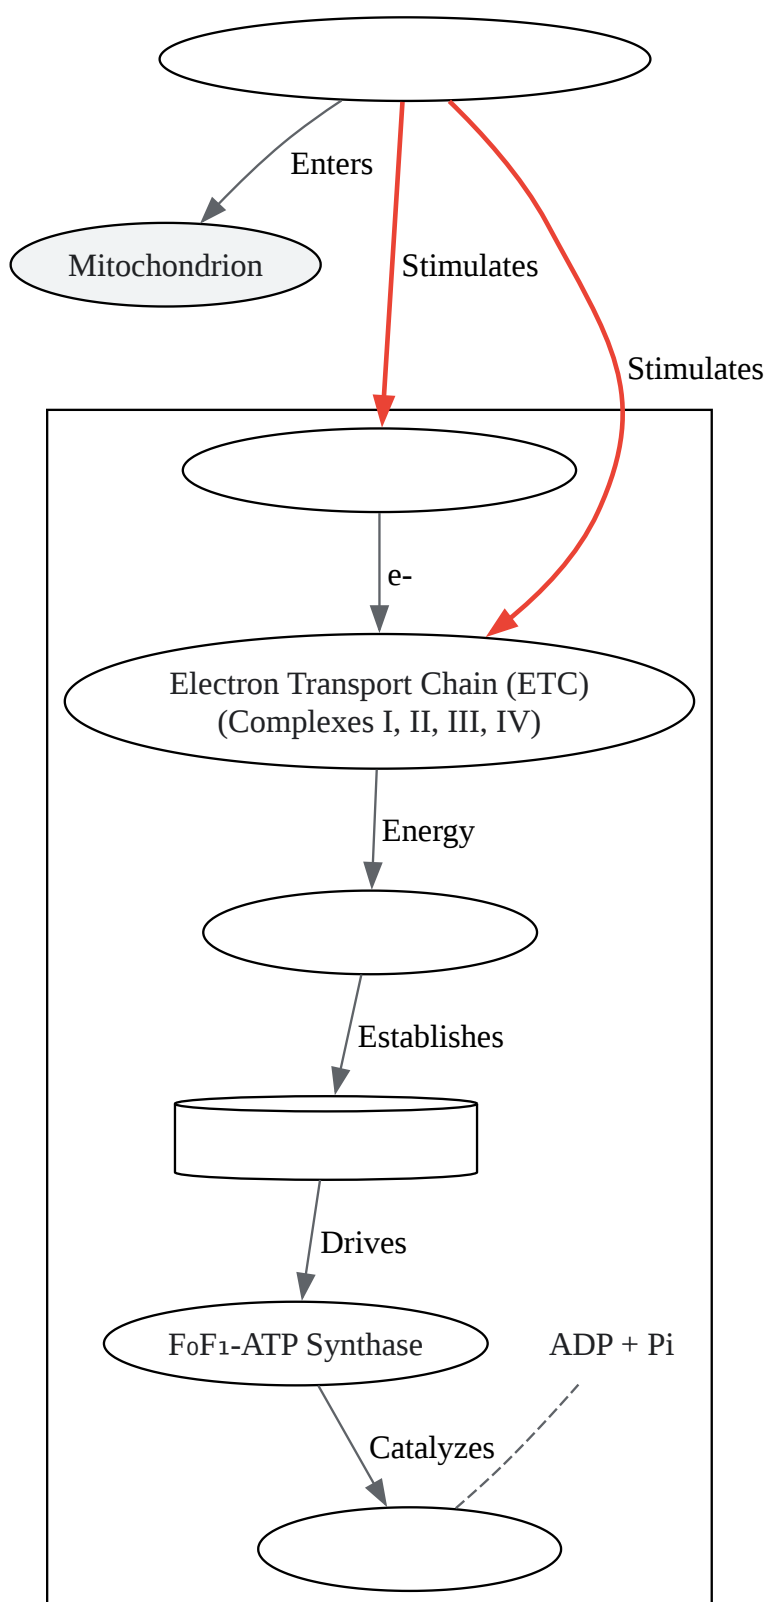 Enters
Mitochondrion
Stimulates
Stimulates
e-
Electron Transport Chain (ETC)
(Complexes I, II, III, IV)
Energy
Establishes
Drives
F₀F₁-ATP Synthase
ADP + Pi
Catalyzes